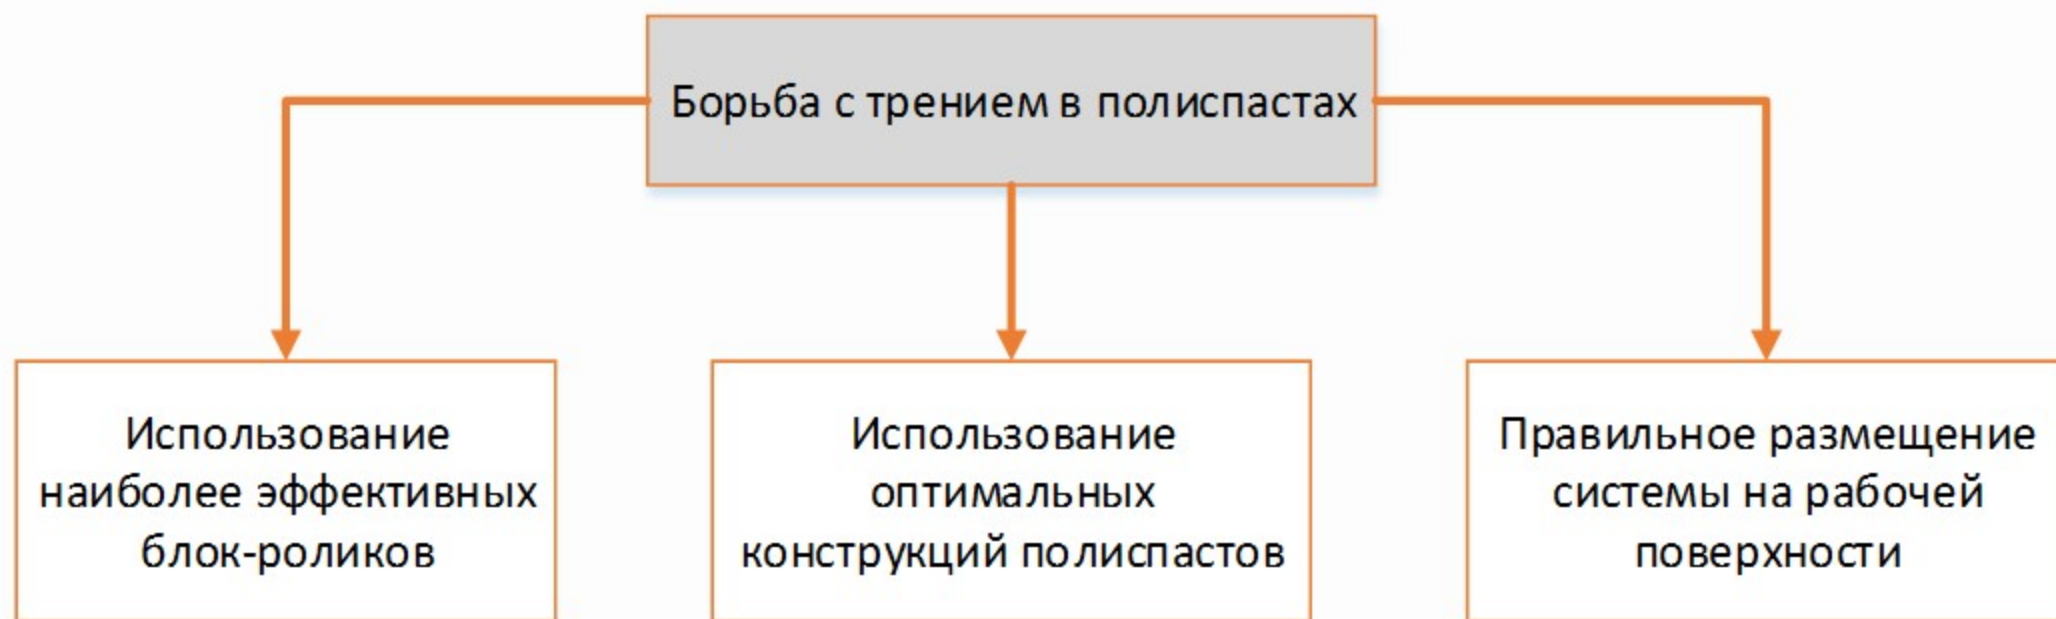 Борьба с трением в полиспастах
Использование
наиболее эффективных
блок-роликов
Использование
оптимальных
конструкций полиспастов
Правильное размещение
системы на рабочей
поверхности